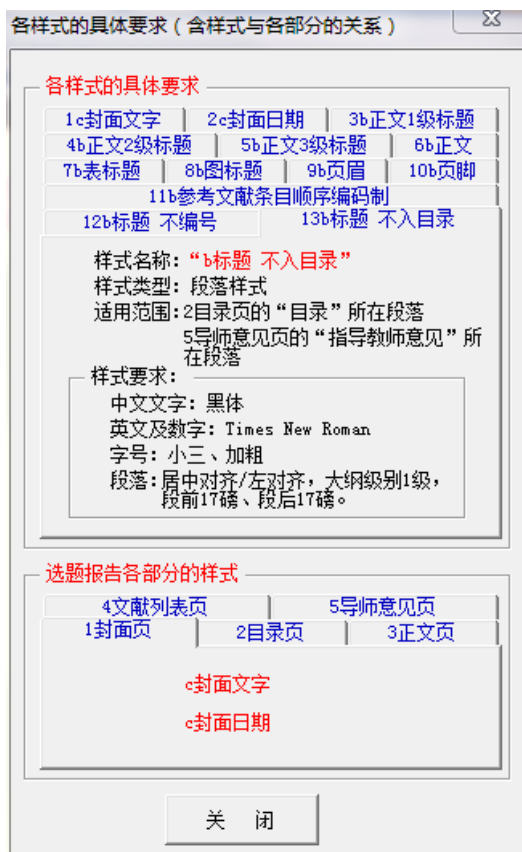 各样式的具体要求（含样式与各部分的关系）
各样式的具体要求
1c封面文字 2c封面日期 3b正文1级标题
4b正文2级标题 5b正文3级标题 6b正文
7b表标题 8b图标题 9b页眉 10b页脚
11b参考文献条目顺序编码制
12b标题 不编号 13b标题 不入目录
样式名称：“b标题 不入目录”
样式类型：段落样式
适用范围：2目录页的“目录”所在段落
5导师意见页的“指导教师意见”所
在段落
样式要求：
中文文字：黑体
英文及数字：Times New Roman
字号：小三、加粗
段落：居中对齐/左对齐，大纲级别1级，
段前17磅、段后17磅。
选题报告各部分的样式
4文献列表页 5导师意见页
1封面页 2目录页 3正文页
c封面文字
c封面日期
关 闭